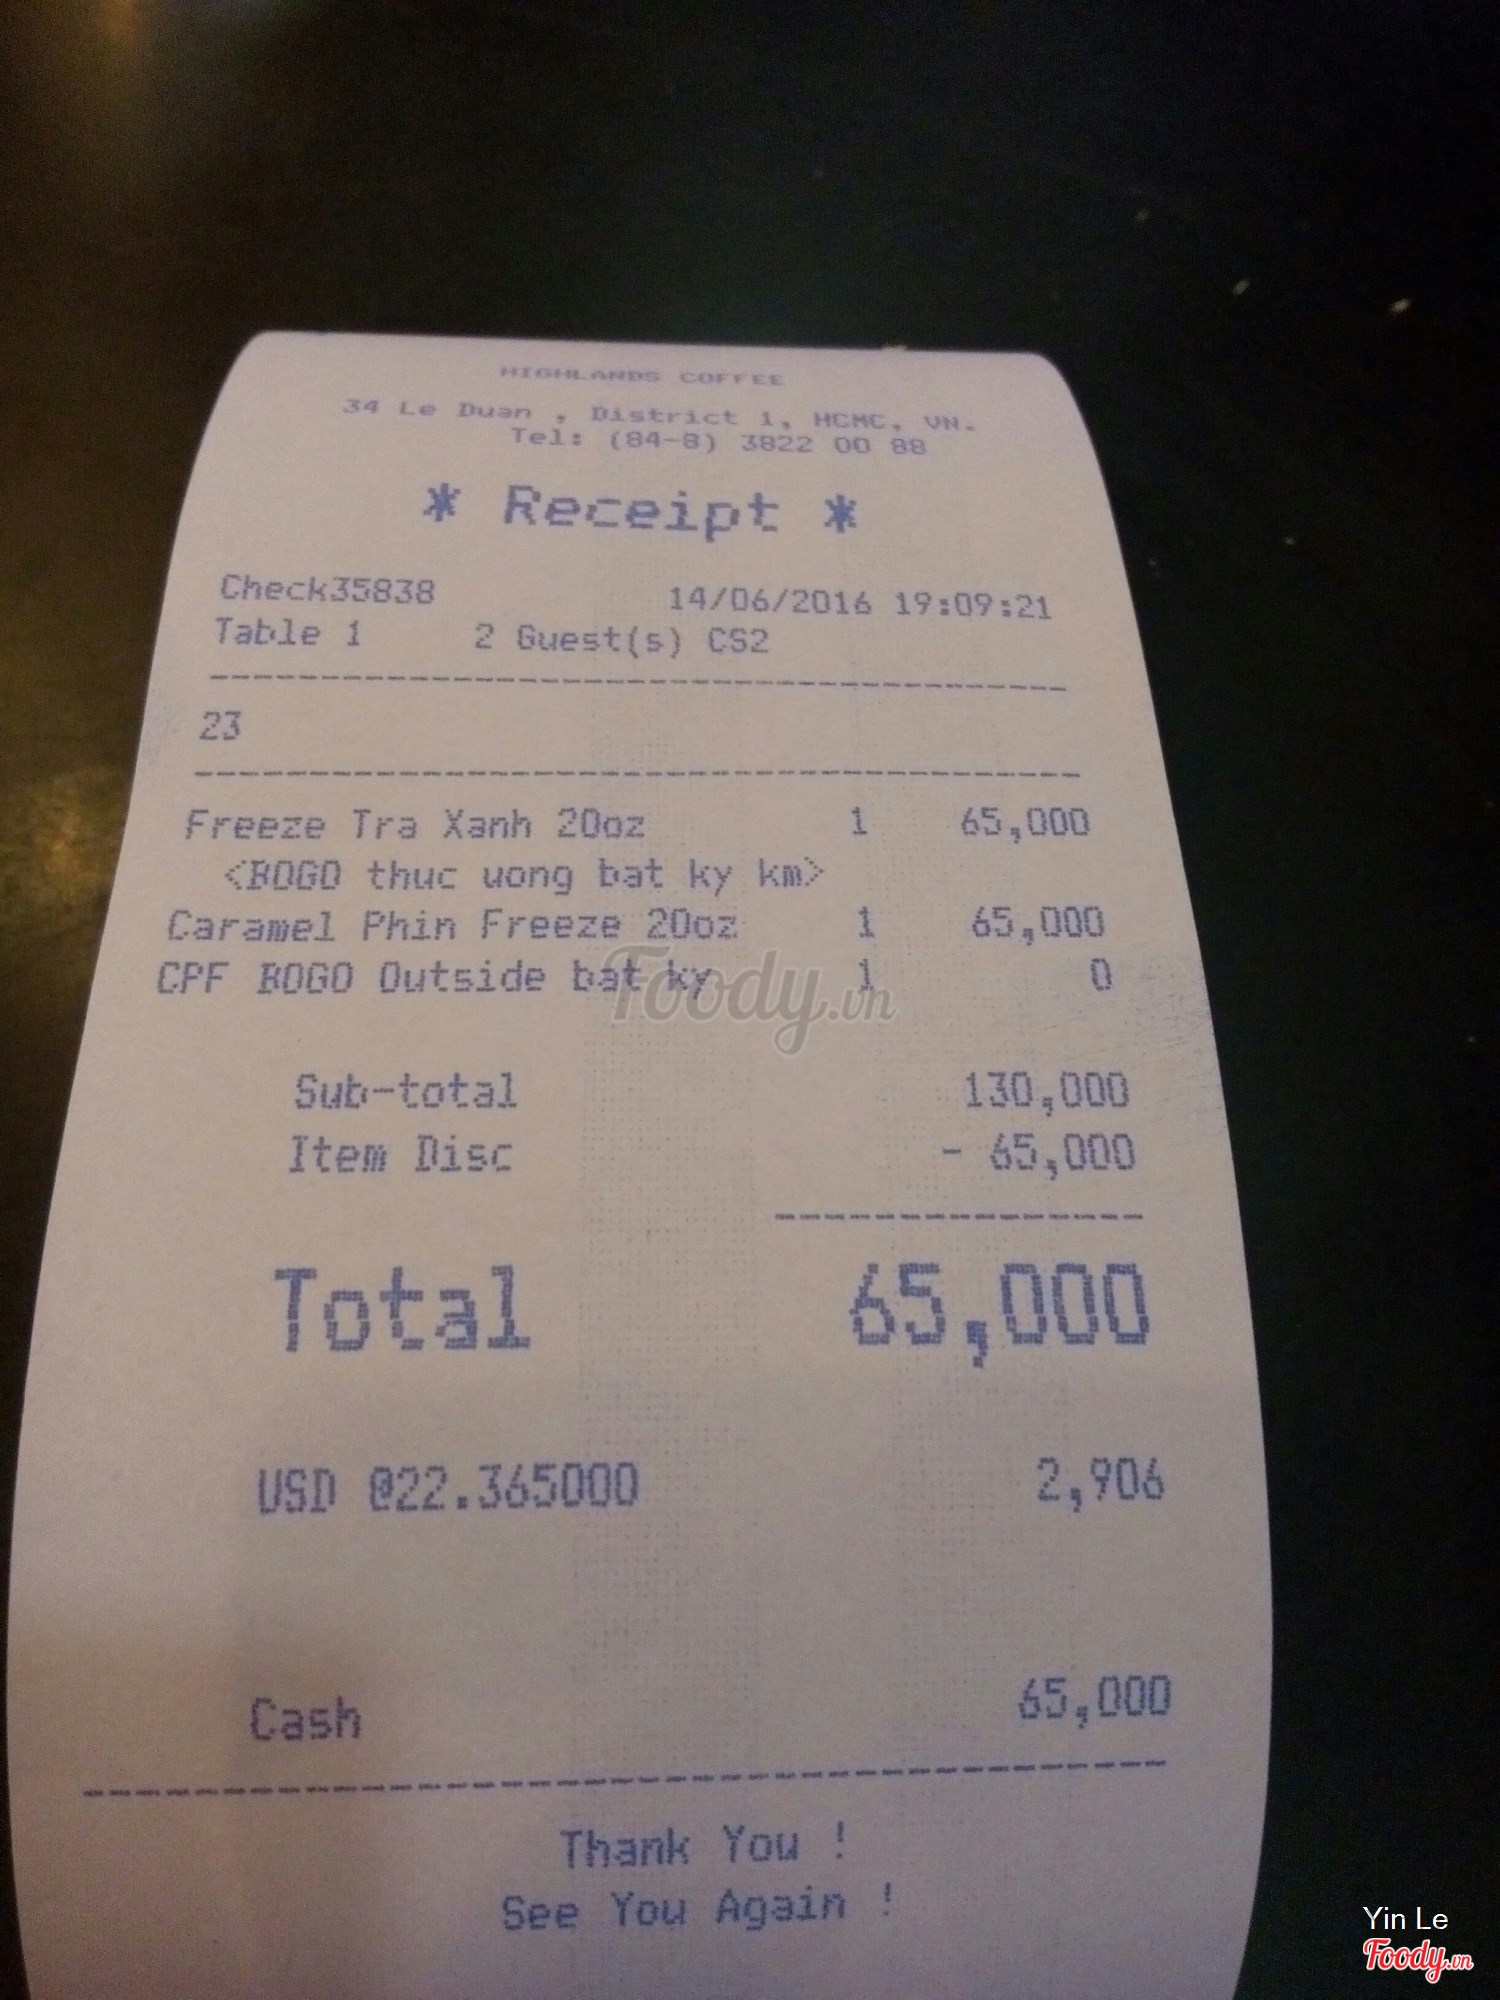 HIGHLANDS COFFEE
34 Le Duan , District 1, HCMC, VN.
Tel: (84-8) 3822 00 88
* Receipt *
Check35838 14/06/2016 19:09:21
Table 1 2 Guest(s) CS2
23
Freeze Tra Xanh 20oz 1 65,000
<BOGO thuc uong bat ky km>
Caramel Phin Freeze 20oz 1 65,000
CPF BOGO Outside bat ky 1 0
Foody.vn
Sub-total 130,000
Item Disc - 65,000
Total 65,000
USD @22.365000 2,906
Cash 65,000
Thank You !
See You Again !
Yin Le
Foody.vn